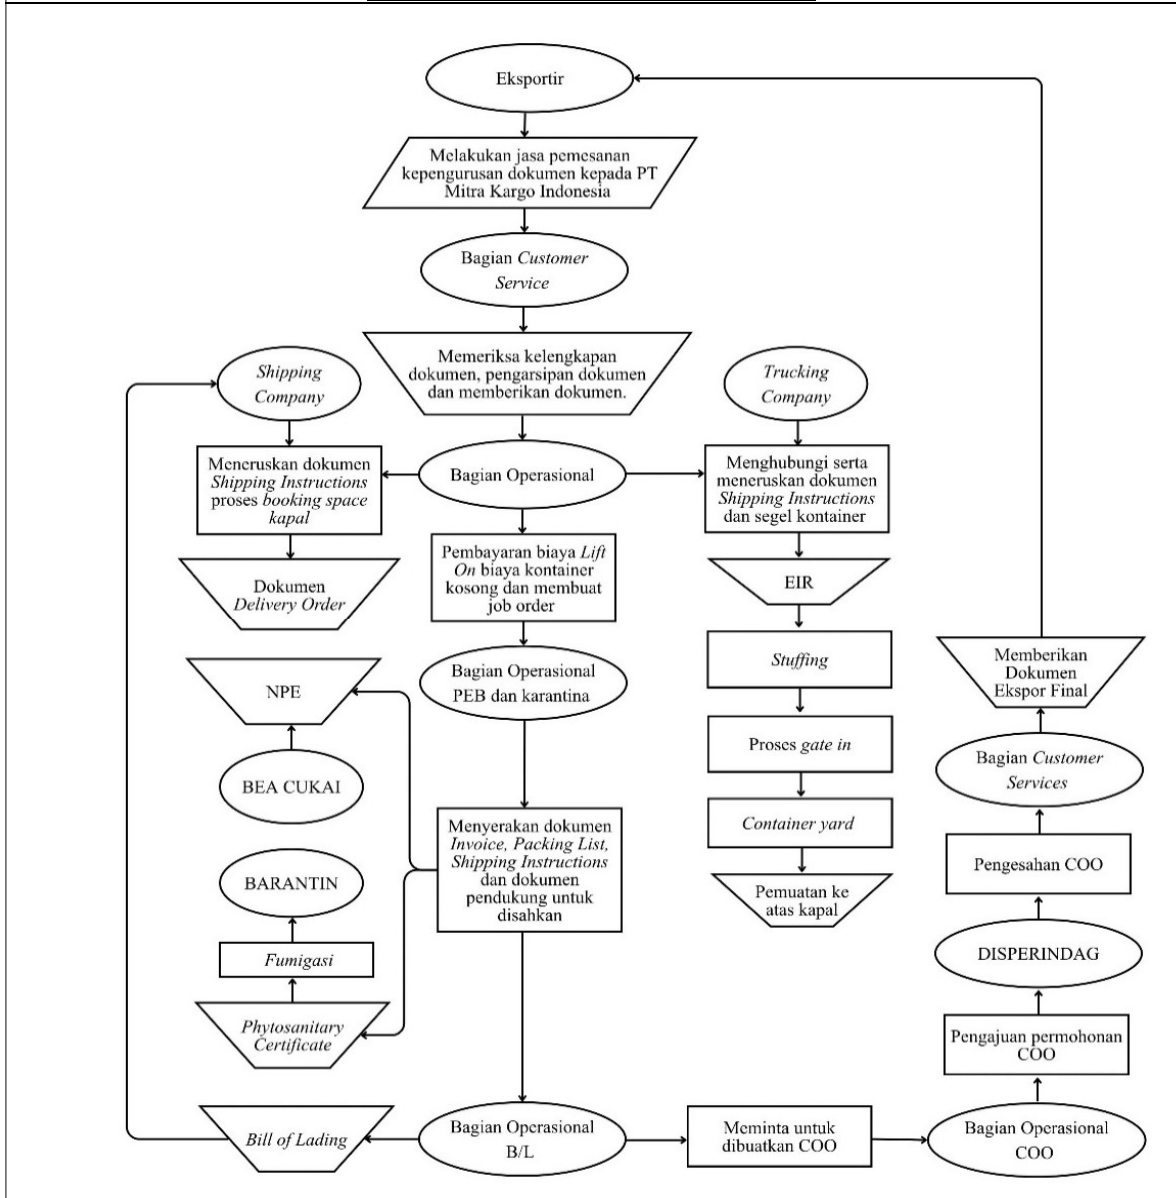 Eksportir
Melakukan jasa pemesanan
kepengurusan dokumen kepada PT
Mitra Kargo Indonesia
Bagian Customer
Service
Memeriksa kelengkapan
dokumen, pengarsipan dokumen
dan memberikan dokumen.
Shipping
Company
Trucking
Company
Meneruskan dokumen
Shipping Instructions
proses booking space
kapal
Bagian Operasional
Menghubungi serta
meneruskan dokumen
Shipping Instructions
dan segel kontainer
Dokumen
Delivery Order
Pembayaran biaya Lift
On biaya kontainer
kosong dan membuat
job order
EIR
Stuffing
NPE
Bagian Operasional
PEB dan karantina
Memberikan
Dokumen
Ekspor Final
Proses gate in
BEA CUKAI
Bagian Customer
Services
Menyerakan dokumen
Invoice, Packing List,
Shipping Instructions
dan dokumen
pendukung untuk
disahkan
Container yard
BARANTIN
Pengesahan COO
Pemuatan ke
atas kapal
Fumigasi
DISPERINDAG
Phytosanitary
Certificate
Pengajuan permohonan
COO
Bill of Lading
Bagian Operasional
B/L
Meminta untuk
dibuatkan COO
Bagian Operasional
COO